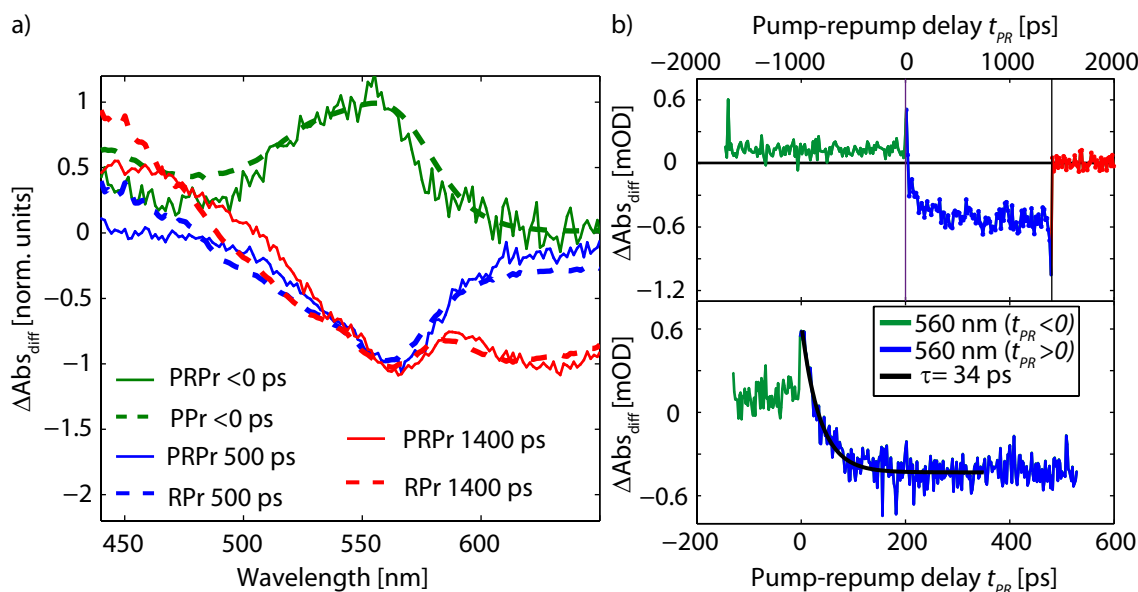 a)
1
0.5
0
−0.5
−1
−1.5
−2
ΔAbs_diff [norm. units]
PRPr <0 ps
PPr <0 ps
PRPr 500 ps
RPr 500 ps
PRPr 1400 ps
RPr 1400 ps
450 500 550 600
Wavelength [nm]
b)
Pump-repump delay t_PR [ps]
−2000 −1000 0 1000 2000
0.6
0
−0.6
−1.2
ΔAbs_diff [mOD]
560 nm (t_PR <0)
560 nm (t_PR >0)
τ= 34 ps
0.6
0
−0.6
ΔAbs_diff [mOD]
−200 0 200 400 600
Pump-repump delay t_PR [ps]